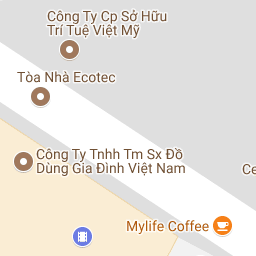 Công Ty Cp Sở Hữu
Trí Tuệ Việt Mỹ
Tòa Nhà Ecotec
Công Ty Tnhh Tm Sx Đồ
Dùng Gia Đình Việt Nam
Ce
Mylife Coffee